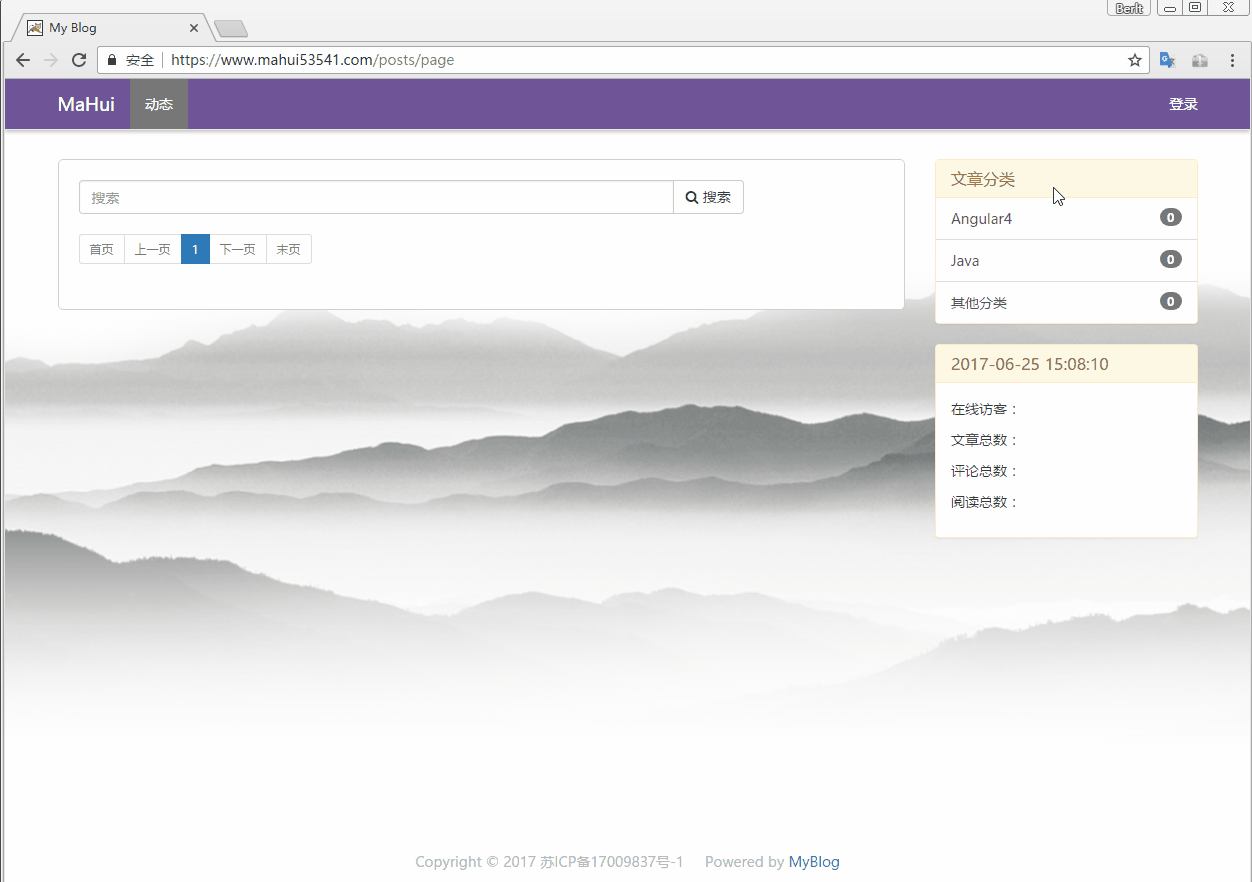 Berlt
My Blog
安全 https://www.mahui53541.com/posts/page
MaHui 动态 登录
搜索 搜索
首页 上一页 1 下一页 末页
文章分类
Angular4 0
Java 0
其他分类 0
2017-06-25 15:08:10
在线访客：
文章总数：
评论总数：
阅读总数：
Copyright © 2017 苏ICP备17009837号-1 Powered by MyBlog